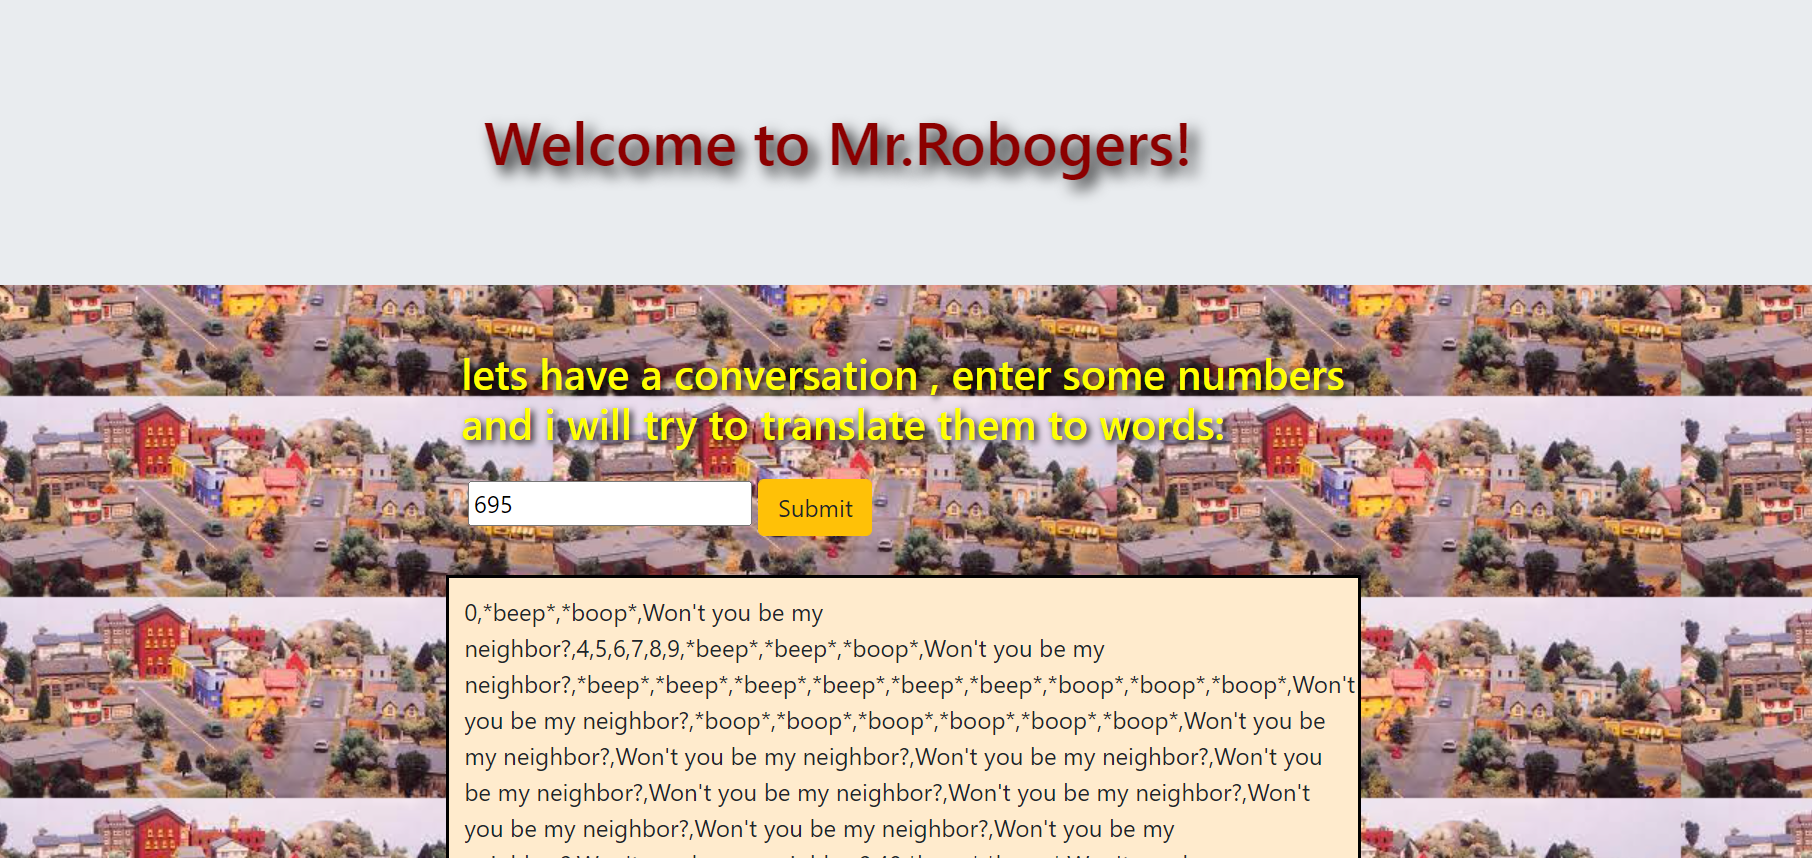 Welcome to Mr.Robogers!
lets have a conversation , enter some numbers
and i will try to translate them to words:
695
Submit
0,*beep*,*boop*,Won't you be my
neighbor?,4,5,6,7,8,9,*beep*,*beep*,*boop*,Won't you be my
neighbor?,*beep*,*beep*,*beep*,*beep*,*beep*,*beep*,*boop*,*boop*,*boop*,Won't
you be my neighbor?,*boop*,*boop*,*boop*,*boop*,*boop*,*boop*,Won't you be
my neighbor?,Won't you be my neighbor?,Won't you be my neighbor?,Won't you
be my neighbor?,Won't you be my neighbor?,Won't you be my neighbor?,Won't
you be my neighbor?,Won't you be my neighbor?,Won't you be my